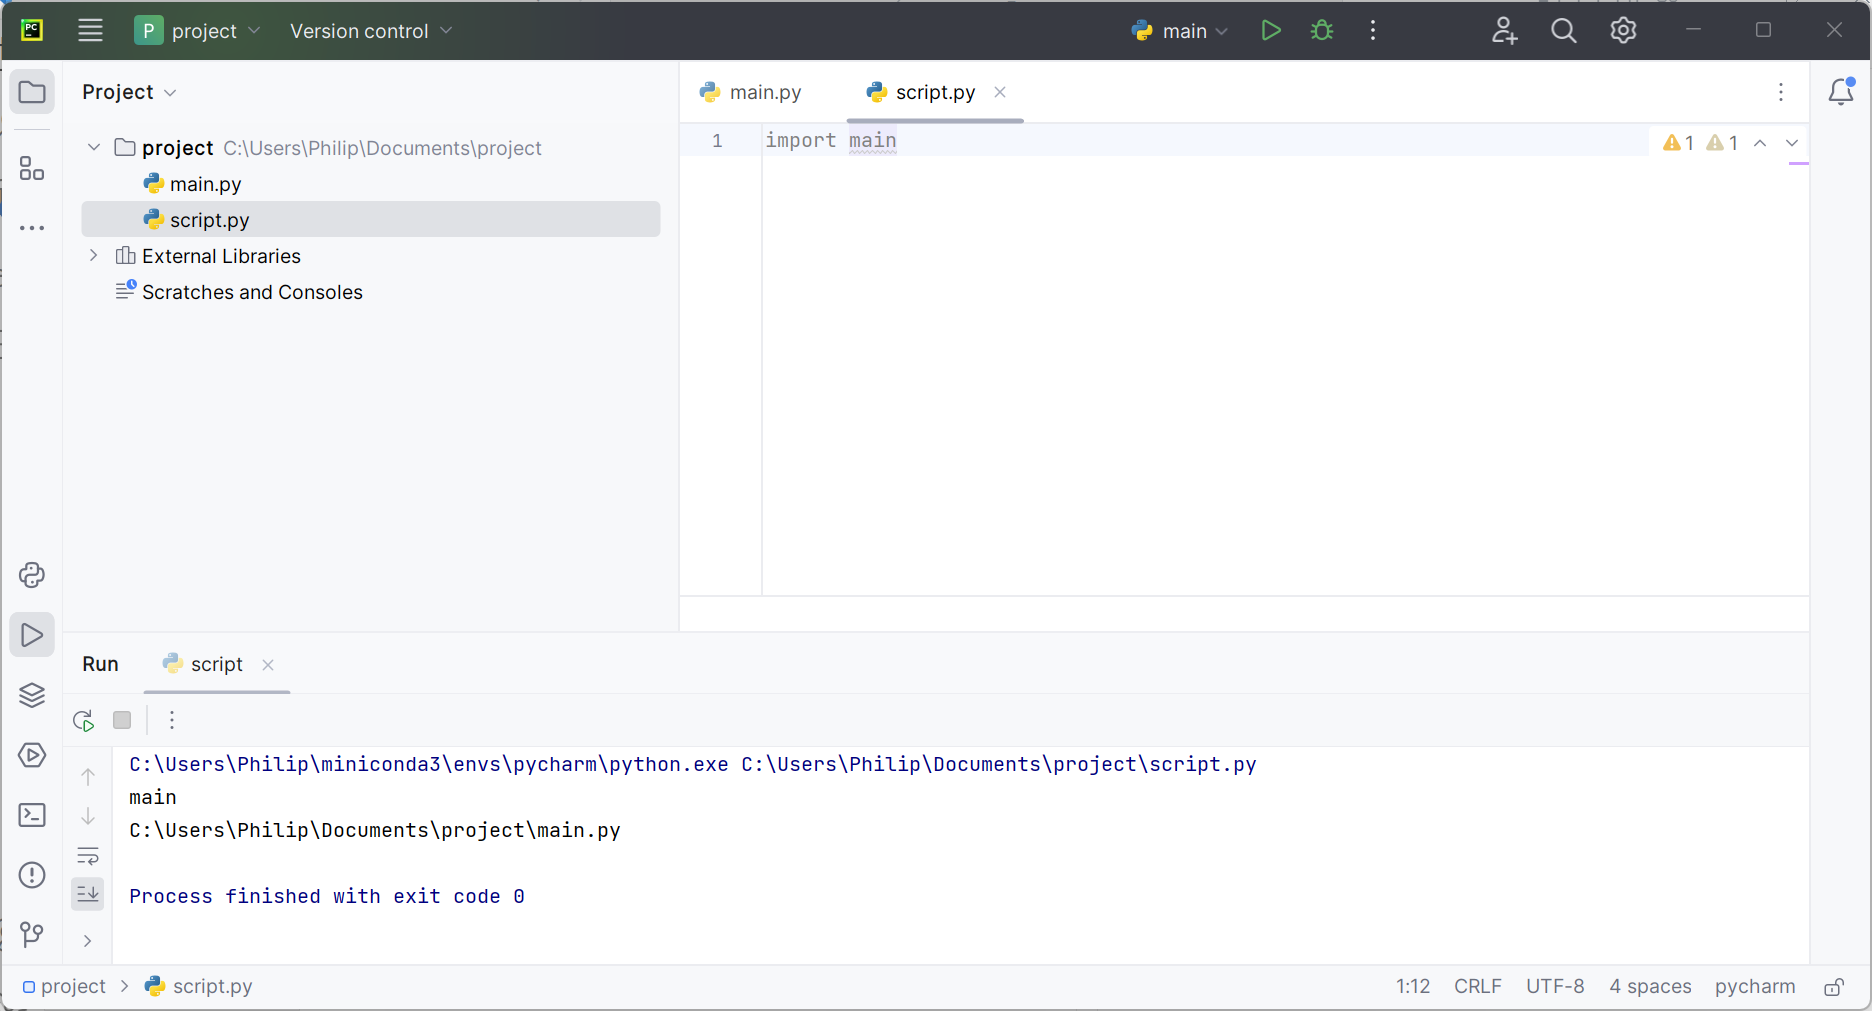 PC
P project Version control main
Project
project C:\Users\Philip\Documents\project
main.py
script.py
External Libraries
Scratches and Consoles
main.py script.py
1 import main
1 1
Run script
C:\Users\Philip\miniconda3\envs\pycharm\python.exe C:\Users\Philip\Documents\project\script.py
main
C:\Users\Philip\Documents\project\main.py
Process finished with exit code 0
project > script.py 1:12 CRLF UTF-8 4 spaces pycharm